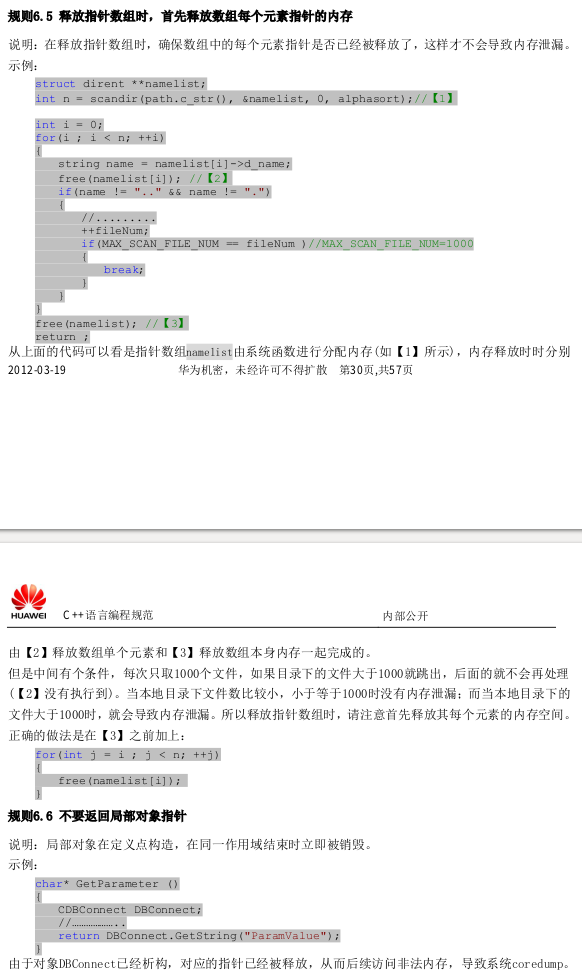 规则6.5 释放指针数组时，首先释放数组每个元素指针的内存
说明：在释放指针数组时，确保数组中的每个元素指针是否已经被释放了，这样才不会导致内存泄漏。
示例：
struct dirent **namelist;
int n = scandir(path.c_str(), &namelist, 0, alphasort);//【1】
int i = 0;
for(i ; i < n; ++i)
{
string name = namelist[i]->d_name;
free(namelist[i]); //【2】
if(name != ".." && name != ".")
{
//.........
++fileNum;
if(MAX_SCAN_FILE_NUM == fileNum )//MAX_SCAN_FILE_NUM=1000
{
break;
}
}
}
free(namelist); //【3】
return ;
从上面的代码可以看是指针数组namelist由系统函数进行分配内存(如【1】所示)，内存释放时时分别
2012-03-19 华为机密，未经许可不得扩散 第30页,共57页
HUAWEI C++语言编程规范 内部公开
由【2】释放数组单个元素和【3】释放数组本身内存一起完成的。
但是中间有个条件，每次只取1000个文件，如果目录下的文件大于1000就跳出，后面的就不会再处理
(【2】没有执行到)。当本地目录下文件数比较小，小于等于1000时没有内存泄漏；而当本地目录下的
文件大于1000时，就会导致内存泄漏。所以释放指针数组时，请注意首先释放其每个元素的内存空间。
正确的做法是在【3】之前加上：
for(int j = i ; j < n; ++j)
{
free(namelist[i]);
}
规则6.6 不要返回局部对象指针
说明：局部对象在定义点构造，在同一作用域结束时立即被销毁。
示例：
char* GetParameter ()
{
CDBConnect DBConnect;
//………………..
return DBConnect.GetString("ParamValue");
}
由于对象DBConnect已经析构，对应的指针已经被释放，从而后续访问非法内存，导致系统coredump。